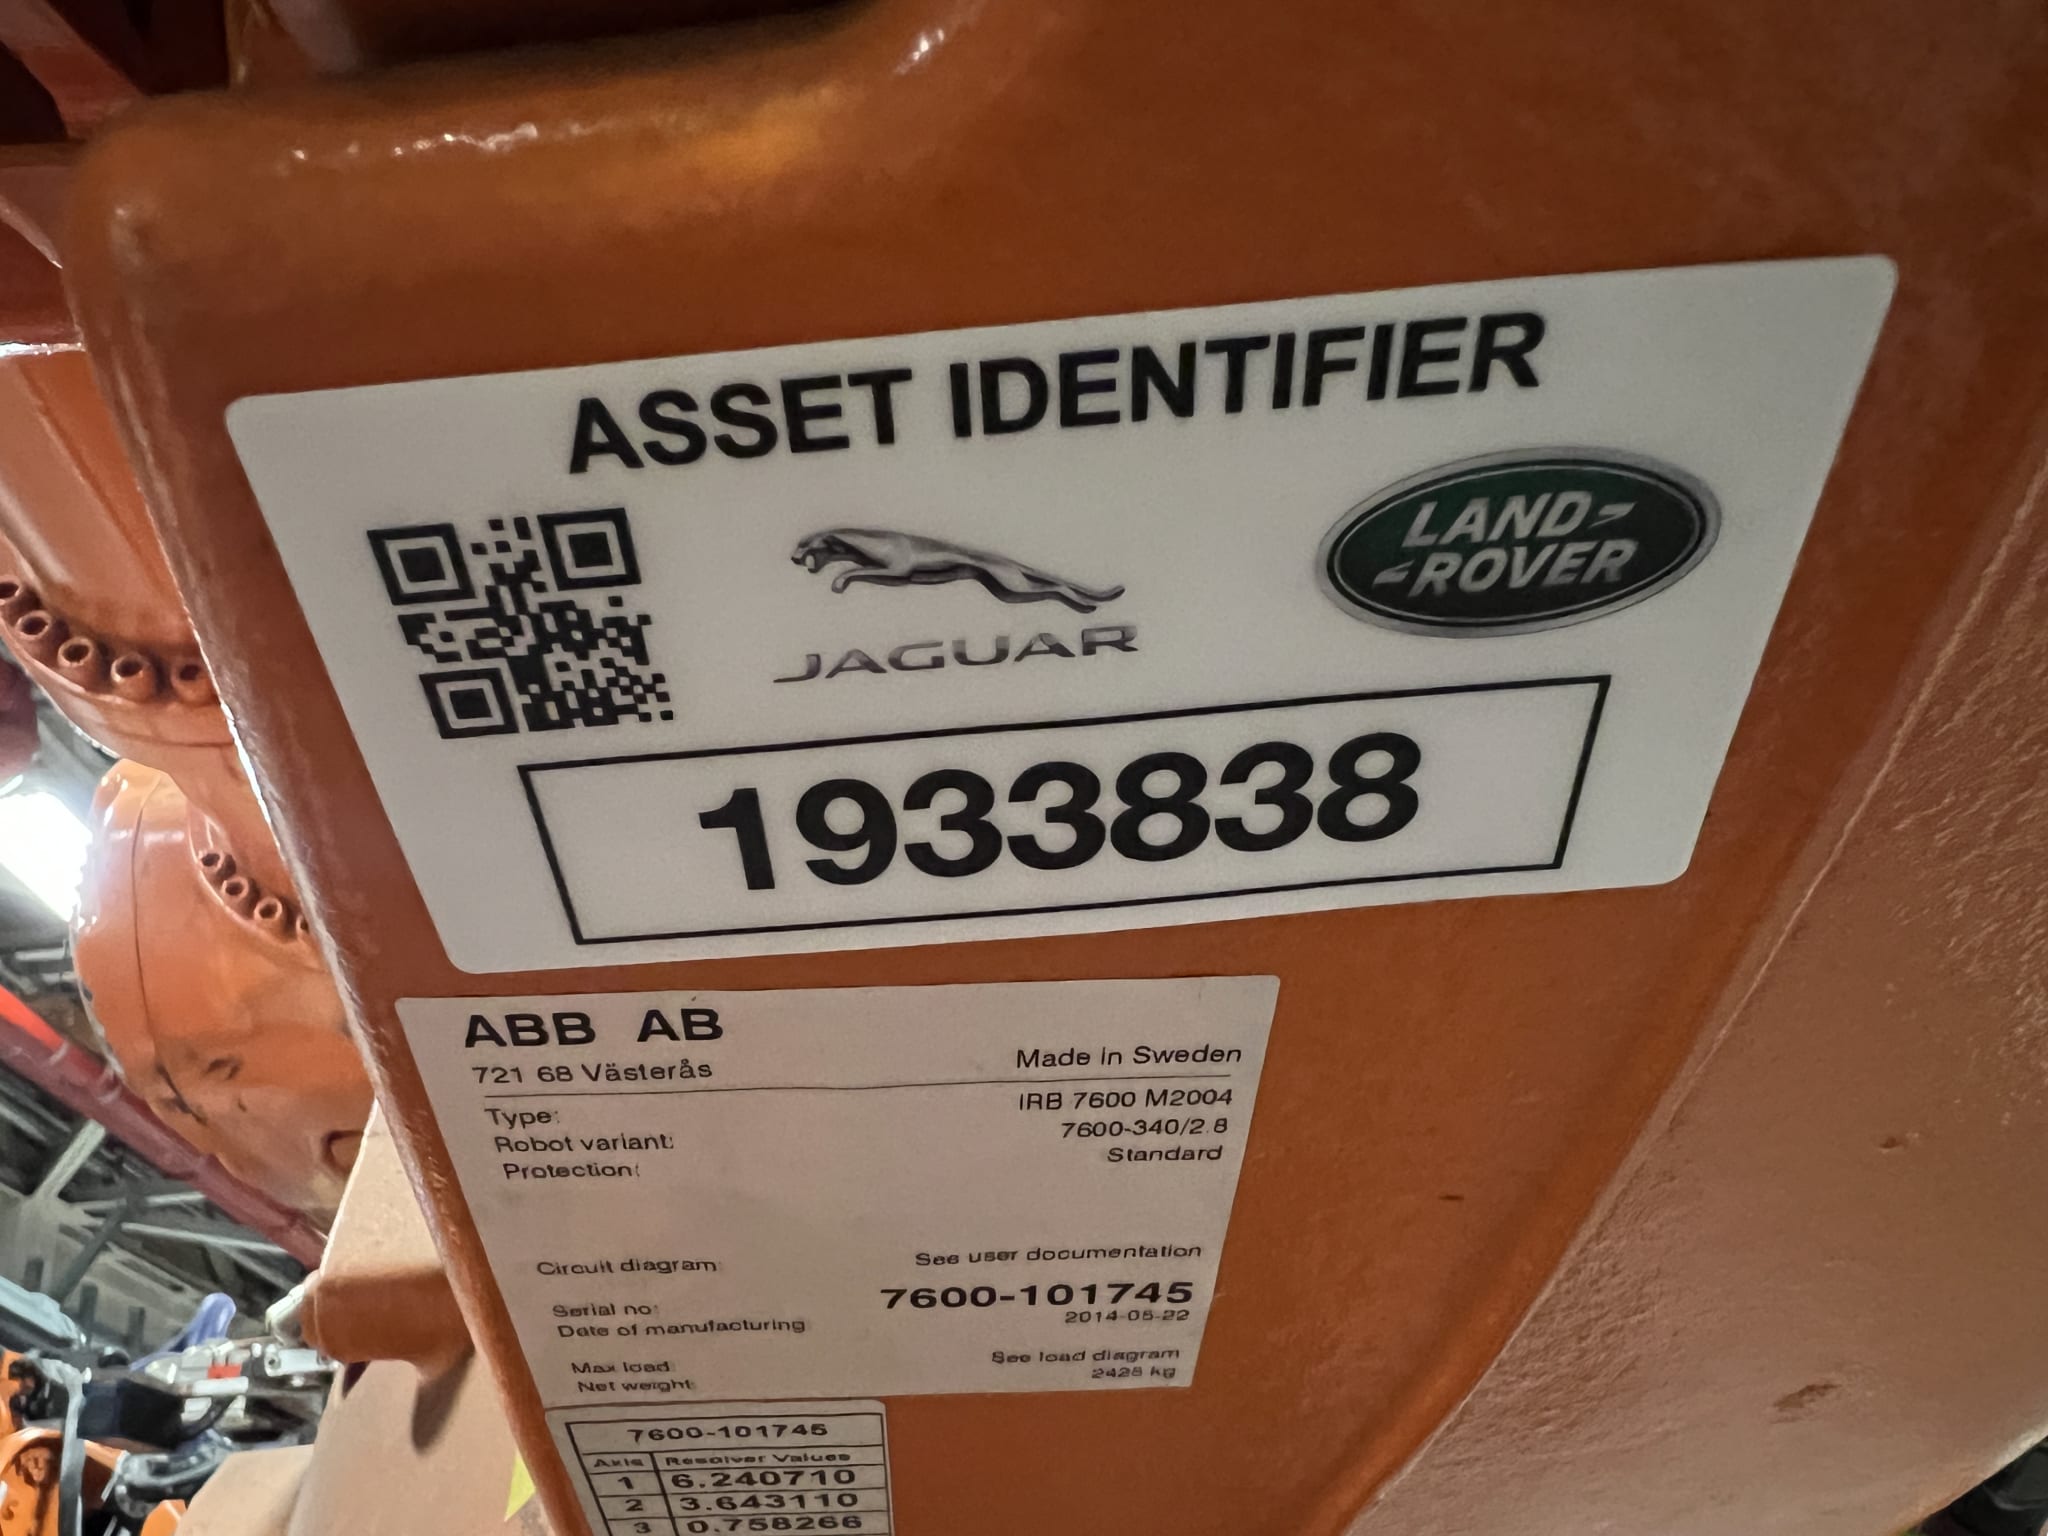 ASSET IDENTIFIER
JAGUAR
LAND-
-ROVER
1933838
ABB AB
721 68 Västerås
Made in Sweden
Type: IRB 7600 M2004
Robot variant: 7600-340/2.8
Protection: Standard
Circuit diagram: See user documentation
Serial no: 7600-101745
Date of manufacturing 2014-05-22
Max load: See load diagram
Net weight: 2425 kg
7600-101745
Axis Resolver Values
1 6.240710
2 3.643110
3 0.758266